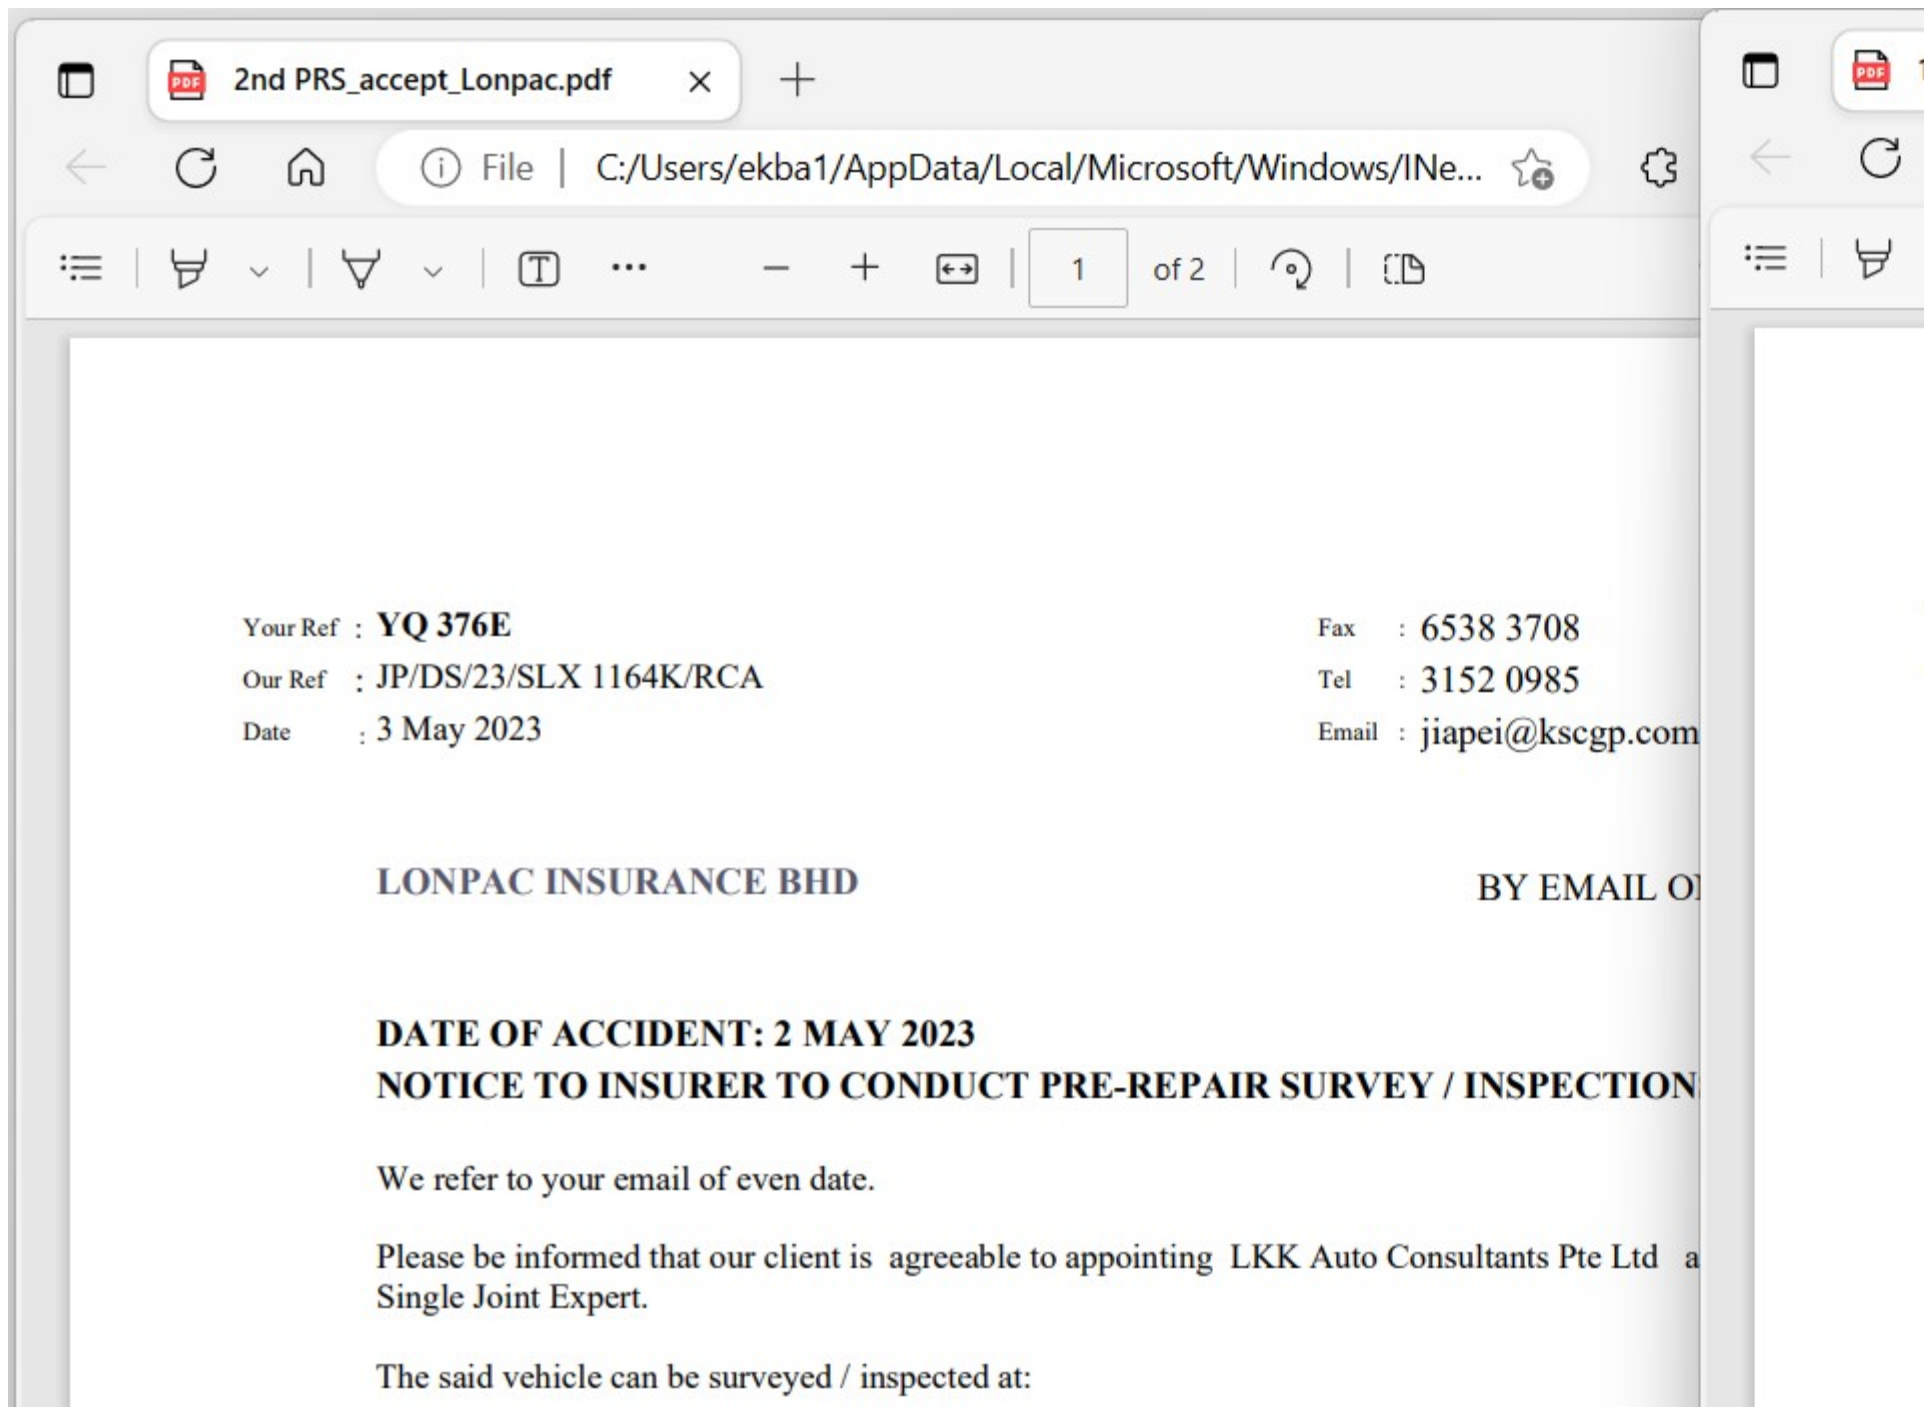 2nd PRS_accept_Lonpac.pdf
File | C:/Users/ekba1/AppData/Local/Microsoft/Windows/INe...
1 of 2
Your Ref : YQ 376E
Our Ref : JP/DS/23/SLX 1164K/RCA
Date : 3 May 2023
Fax : 6538 3708
Tel : 3152 0985
Email : jiapei@kscgp.com
LONPAC INSURANCE BHD
BY EMAIL
DATE OF ACCIDENT: 2 MAY 2023
NOTICE TO INSURER TO CONDUCT PRE-REPAIR SURVEY / INSPECTION
We refer to your email of even date.
Please be informed that our client is agreeable to appointing LKK Auto Consultants Pte Ltd
Single Joint Expert.
The said vehicle can be surveyed / inspected at: